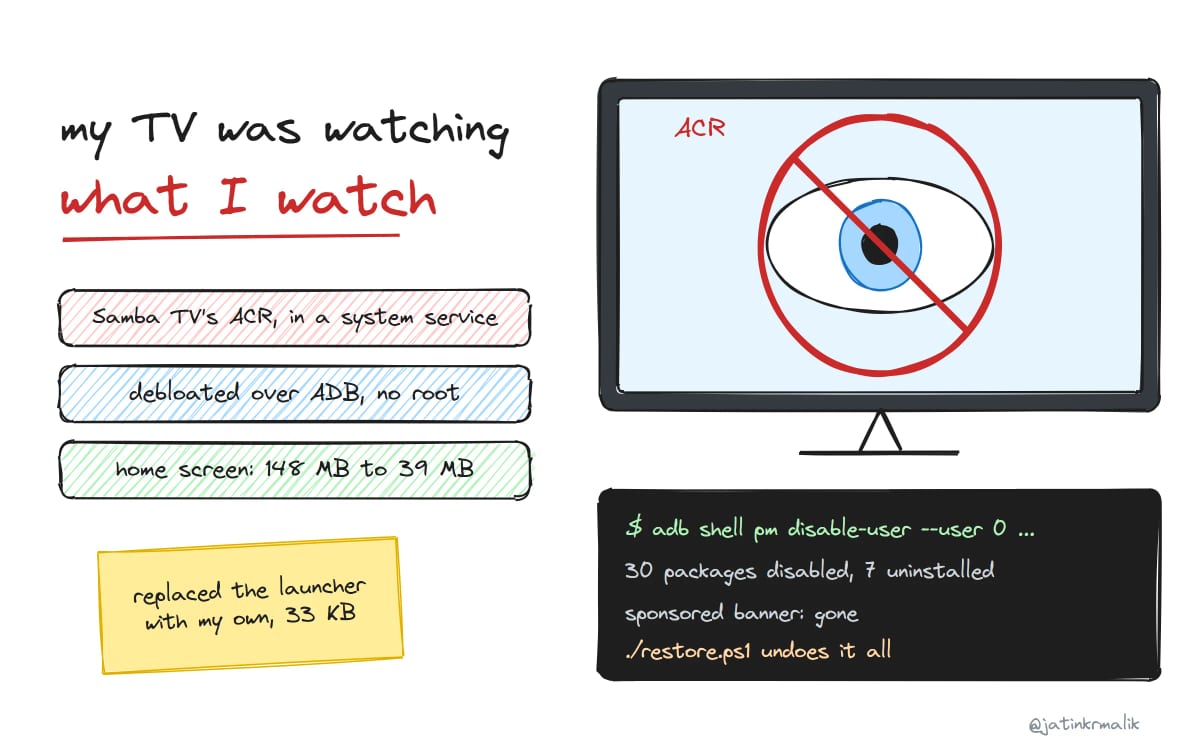 my TV was watching
what I watch
Samba TV's ACR, in a system service
debloated over ADB, no root
home screen: 148 MB to 39 MB
replaced the launcher
with my own, 33 KB
ACR
$ adb shell pm disable-user --user 0 ...
30 packages disabled, 7 uninstalled
sponsored banner: gone
./restore.ps1 undoes it all
@jatinkrmalik